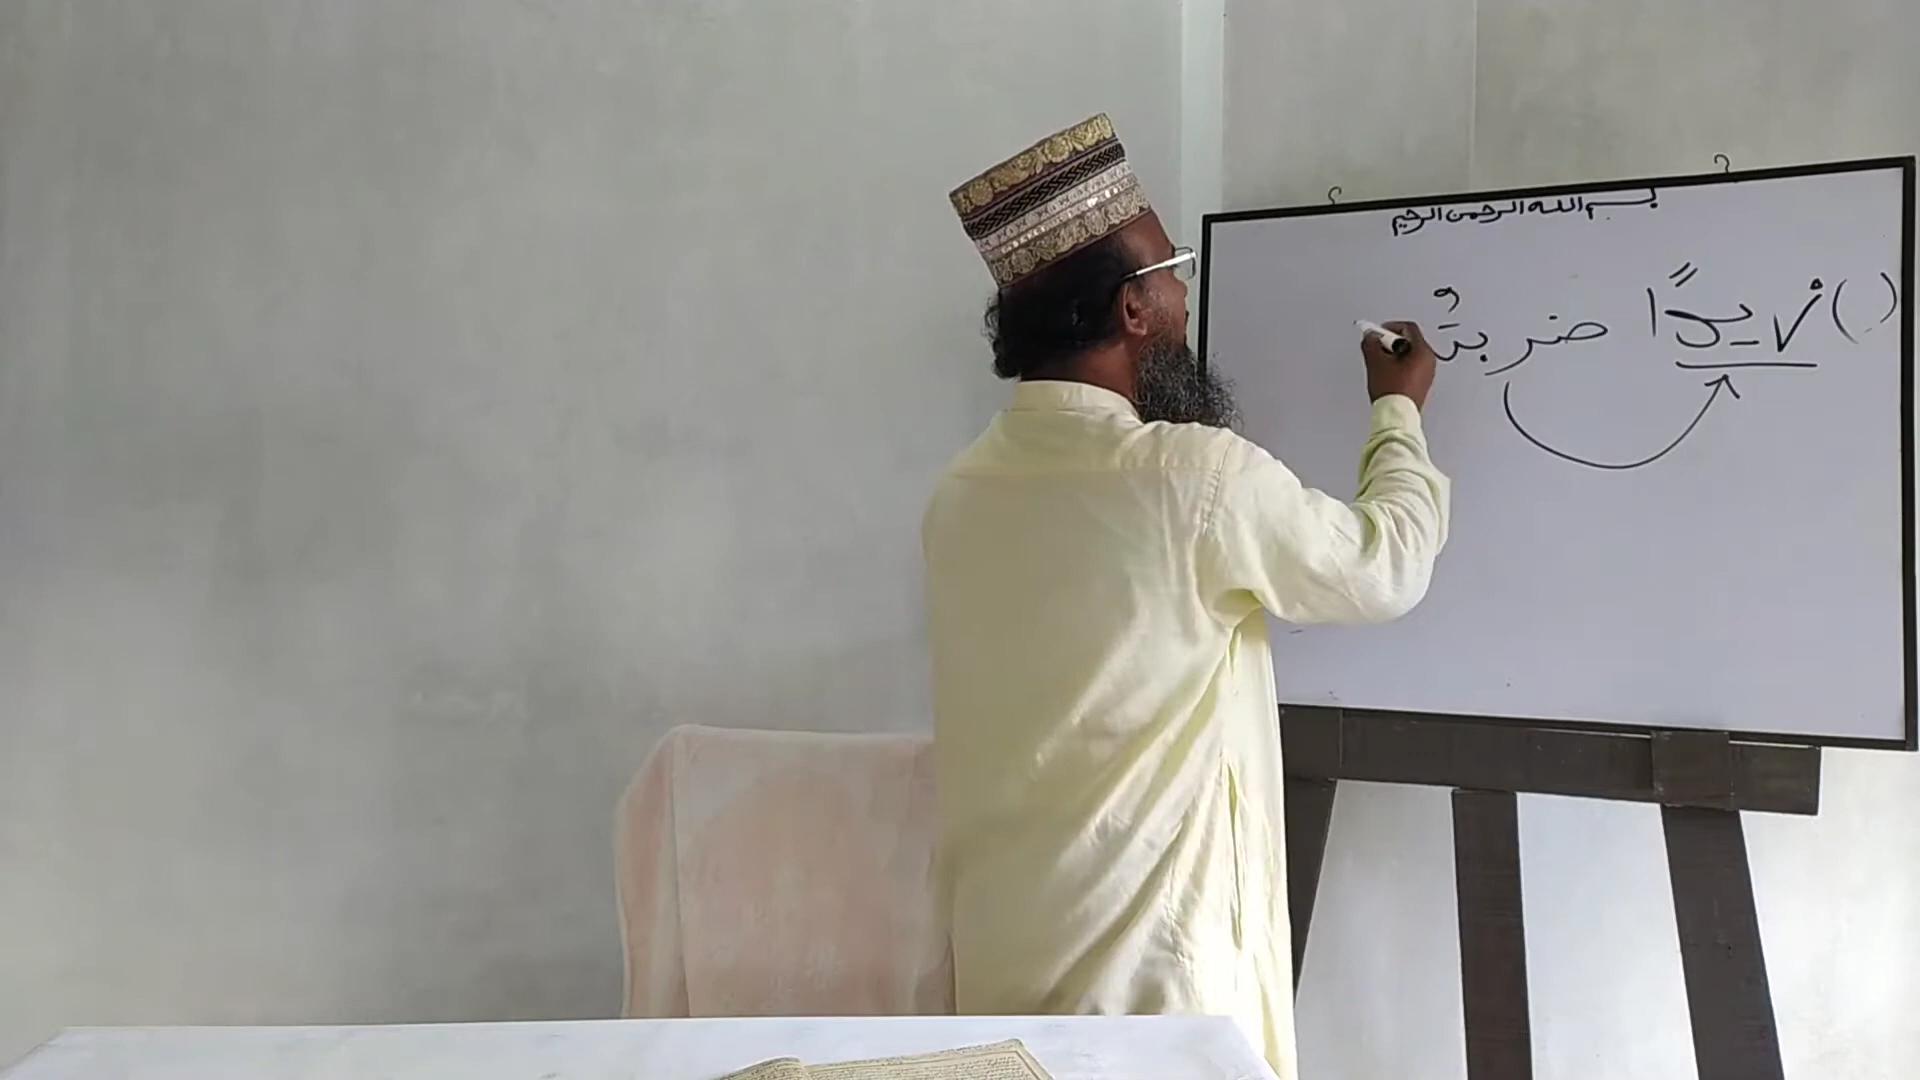 بسم الله الرحمن الرحيم
( ) زيدًا ضربتُ